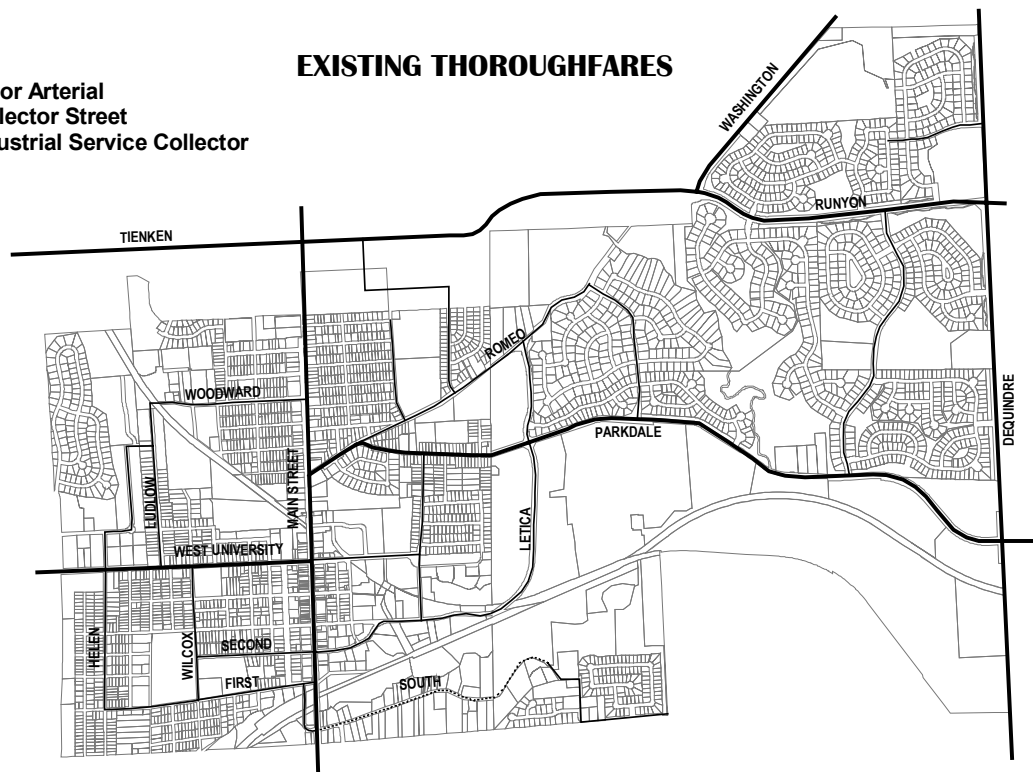 EXISTING THOROUGHFARES
or Arterial
lector Street
ustrial Service Collector
WASHINGTON
RUNYON
TIENKEN
ROMEO
WOODWARD
DEQUINDRE
PARKDALE
MAIN STREET
LUDLOW
LETICA
WEST UNIVERSITY
HELEN
WILCOX
SECOND
FIRST
SOUTH